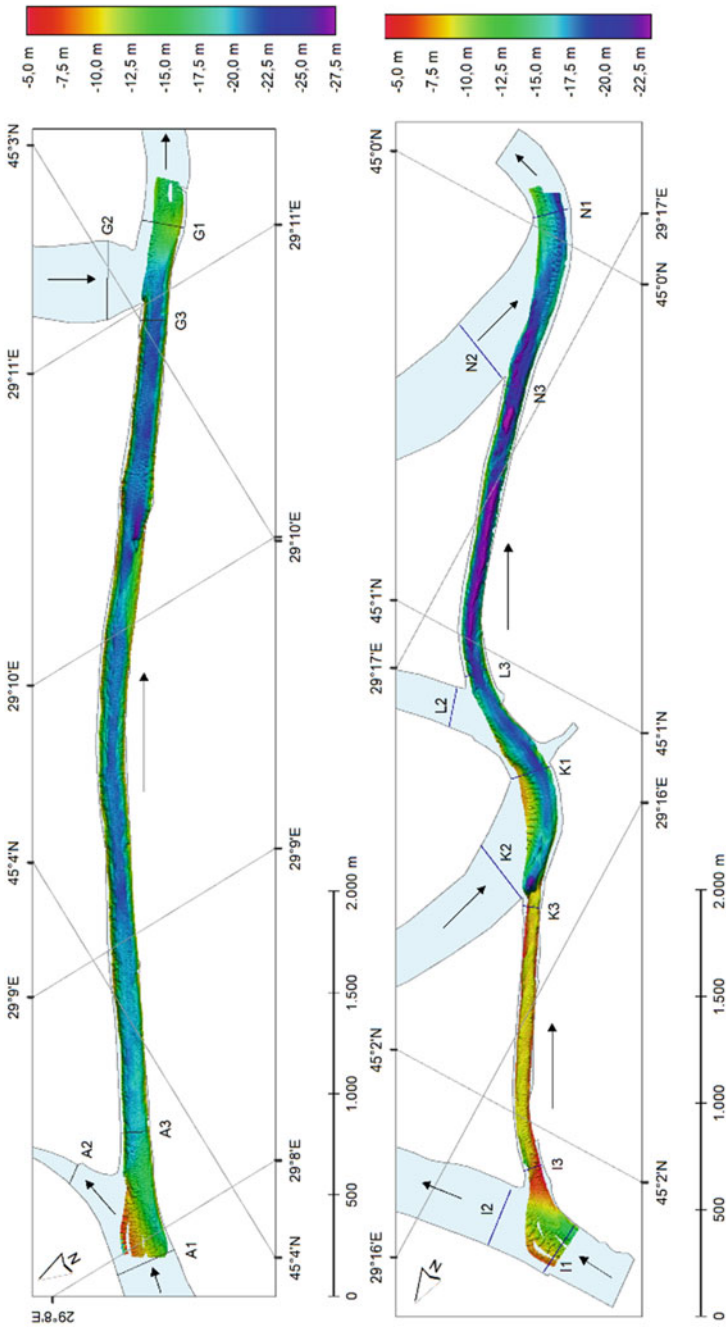 -5,0 m
-7,5 m
-10,0 m
-12,5 m
-15,0 m
-17,5 m
-20,0 m
-22,5 m
-25,0 m
-27,5 m
45°3'N
29°11'E
29°11'E
29°10'E
29°10'E
45°4'N
29°9'E
29°9'E
29°8'E
45°4'N
29°8'E
G2
G1
G3
A2
A3
A1
N
0 500 1.000 1.500 2.000 m
-5,0 m
-7,5 m
-10,0 m
-12,5 m
-15,0 m
-17,5 m
-20,0 m
-22,5 m
45°0'N
29°17'E
45°0'N
45°1'N
29°17'E
45°1'N
29°16'E
45°2'N
45°2'N
29°16'E
N1
N2
N3
L3
L2
K1
K2
K3
I3
I2
I1
N
0 500 1.000 1.500 2.000 m